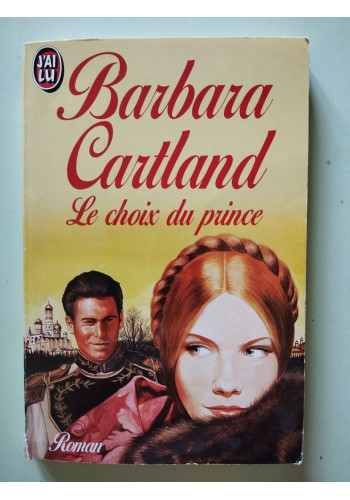 J'AI
LU
Barbara
Cartland
Le choix du prince
Roman